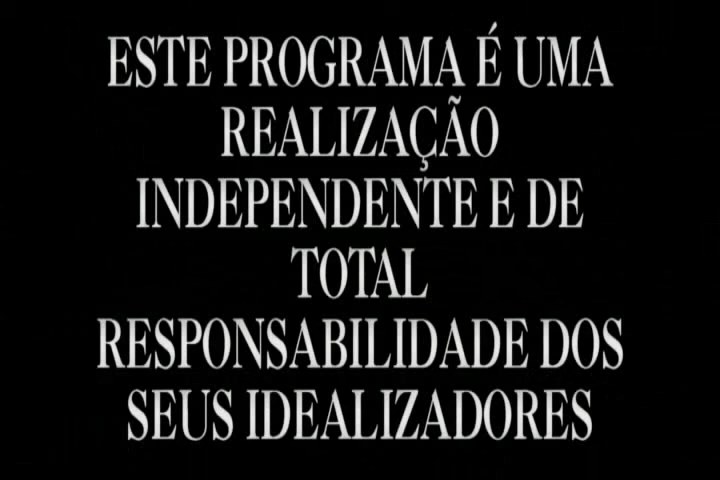 ESTE PROGRAMA É UMA
REALIZAÇÃO
INDEPENDENTE E DE
TOTAL
RESPONSABILIDADE DOS
SEUS IDEALIZADORES